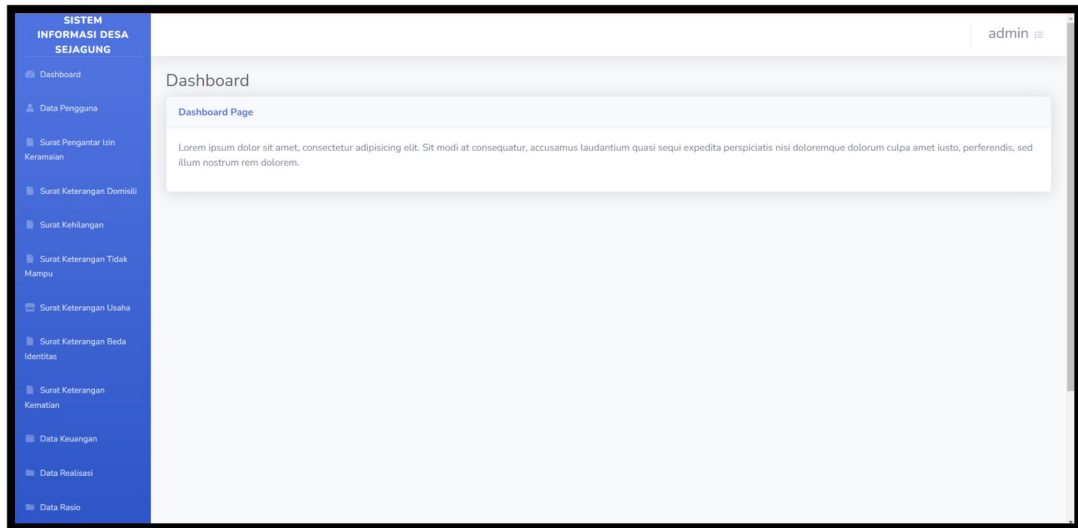 SISTEM
INFORMASI DESA
SEJAGUNG
Dashboard
Data Pengguna
Surat Pengantar Izin
Keramaian
Surat Keterangan Domisili
Surat Kehilangan
Surat Keterangan Tidak
Mampu
Surat Keterangan Usaha
Surat Keterangan Beda
Identitas
Surat Keterangan
Kematian
Data Keuangan
Data Realisasi
Data Rasio
admin
Dashboard
Dashboard Page
Lorem ipsum dolor sit amet, consectetur adipisicing elit. Sit modi at consequatur, accusamus laudantium quasi sequi expedita perspiciatis nisi doloremque dolorum culpa amet iusto, perferendis, sed
illum nostrum rem dolorem.